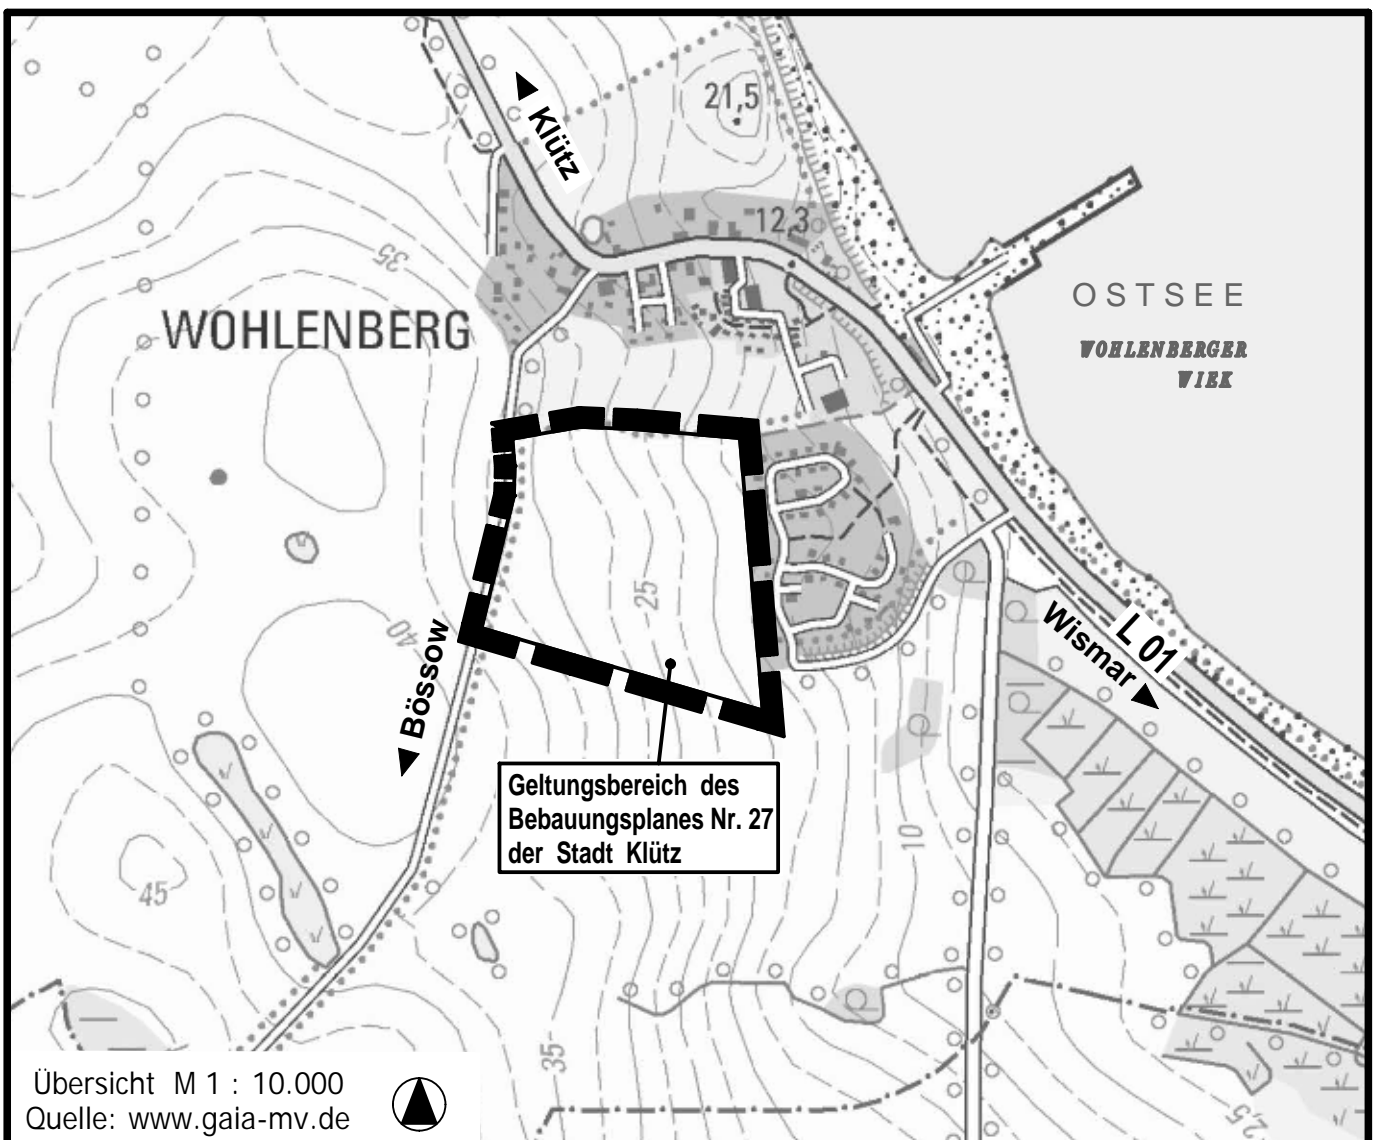 21,5
Klütz
12,3
35
OSTSEE
WOHLENBERG
WOHLENBERGER
WIEK
25
40
Bössow
Wismar
L 01
Geltungsbereich des
Bebauungsplanes Nr. 27
der Stadt Klütz
10
45
35
2,5
Übersicht M 1 : 10.000
Quelle: www.gaia-mv.de